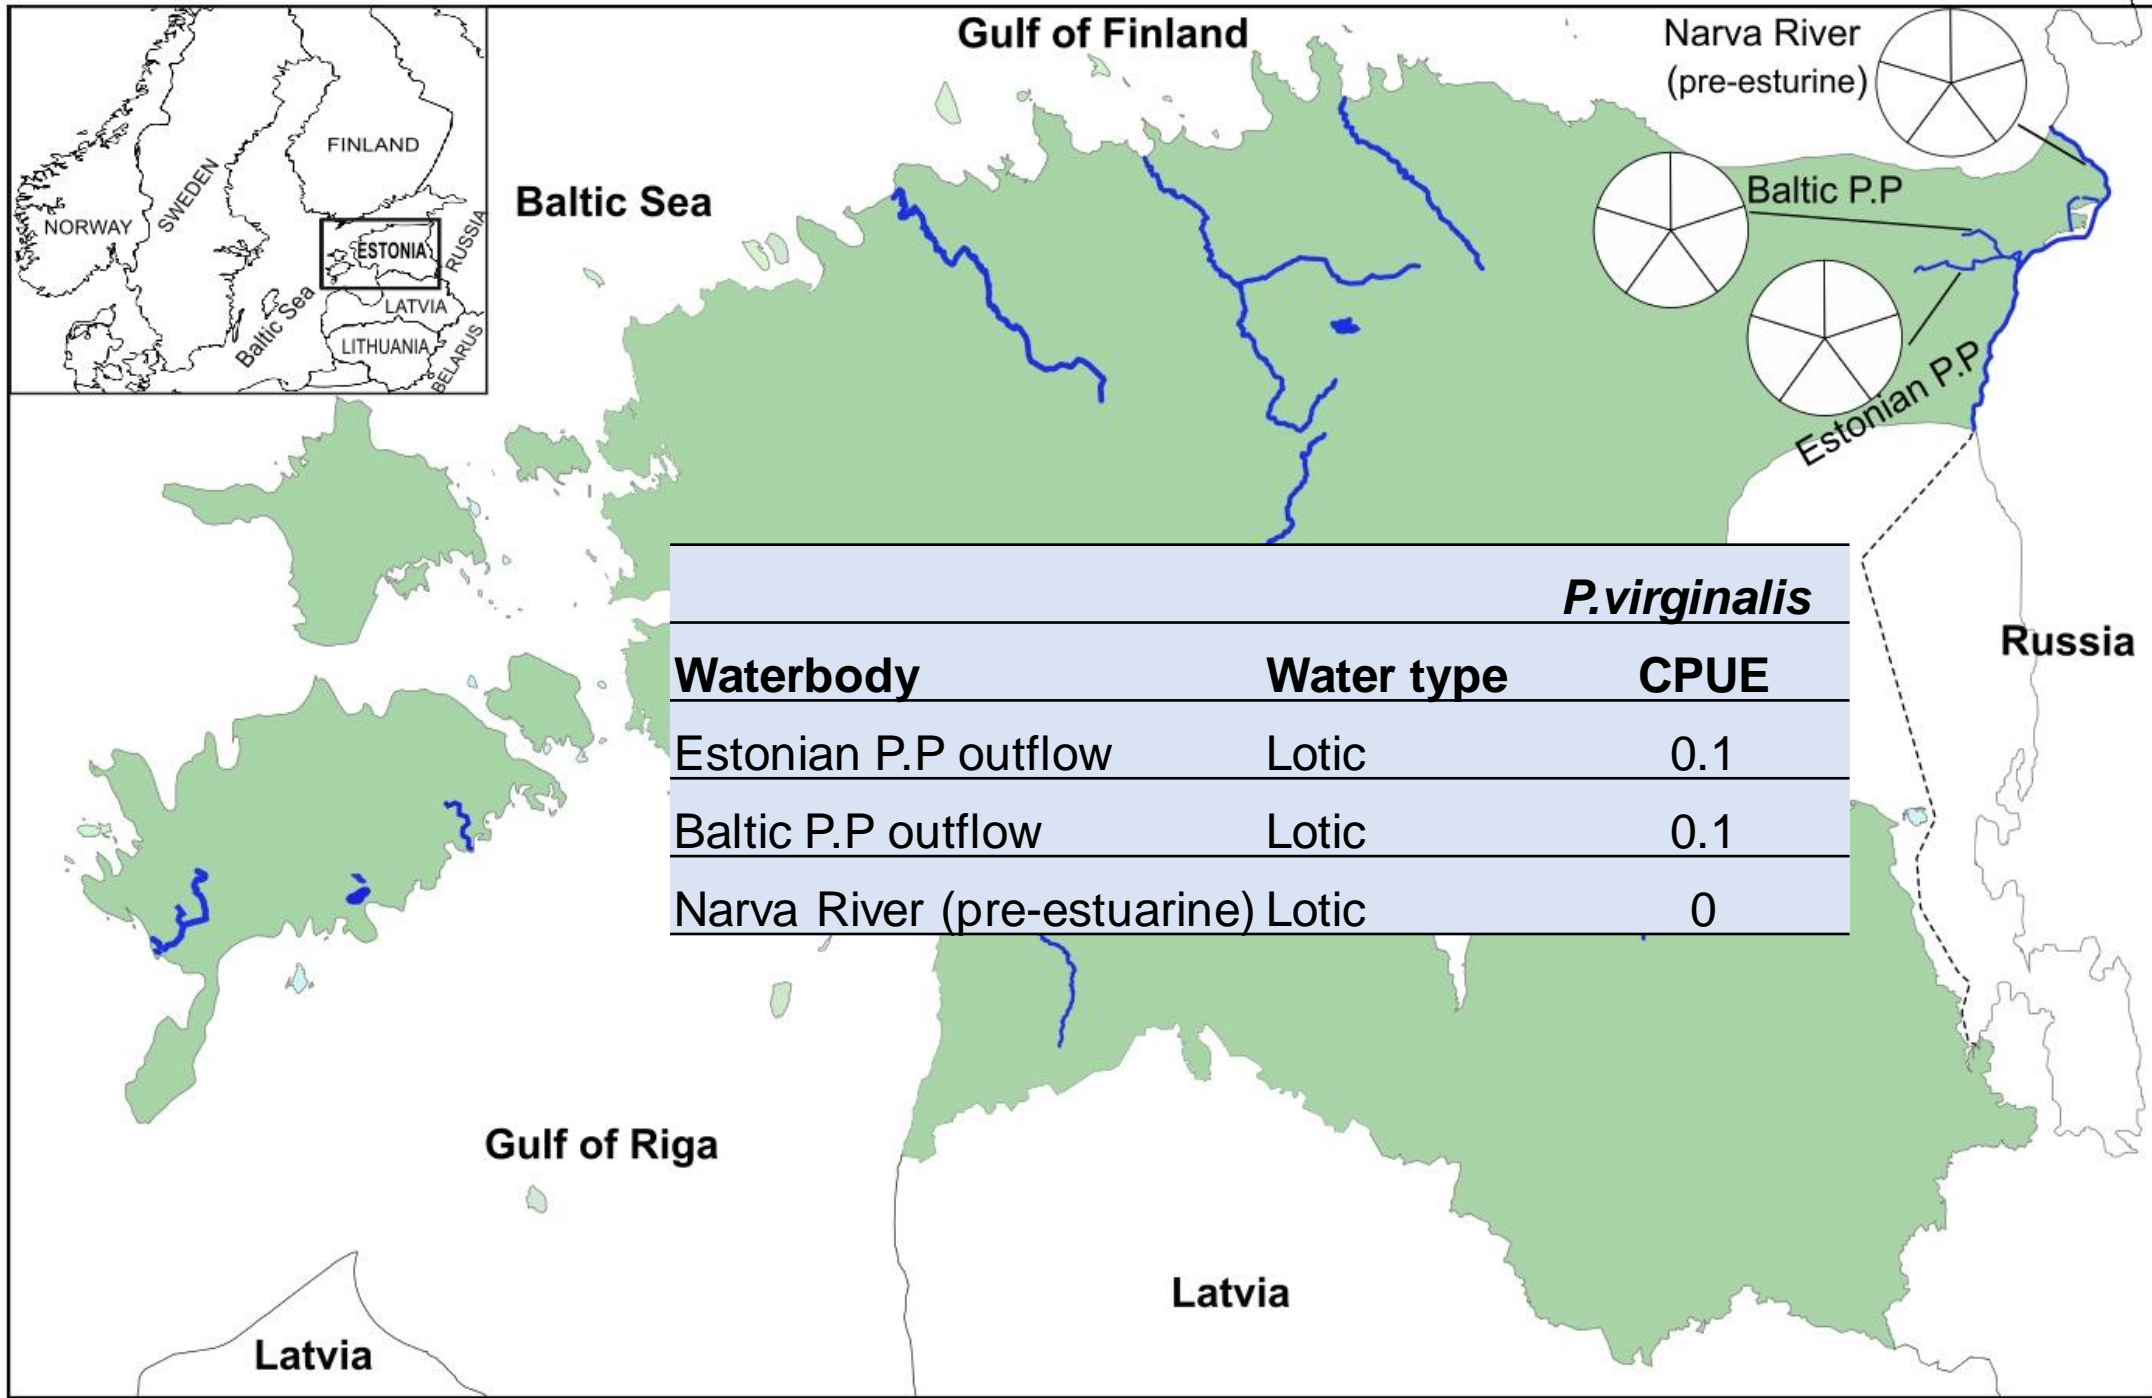 Gulf of Finland
Narva River
(pre-esturine)
Baltic P.P
Estonian P.P
Baltic Sea
FINLAND
NORWAY
SWEDEN
ESTONIA
RUSSIA
LATVIA
LITHUANIA
BELARUS
Baltic Sea
P.virginalis
Waterbody Water type CPUE
Estonian P.P outflow Lotic 0.1
Baltic P.P outflow Lotic 0.1
Narva River (pre-estuarine) Lotic 0
Russia
Gulf of Riga
Latvia
Latvia